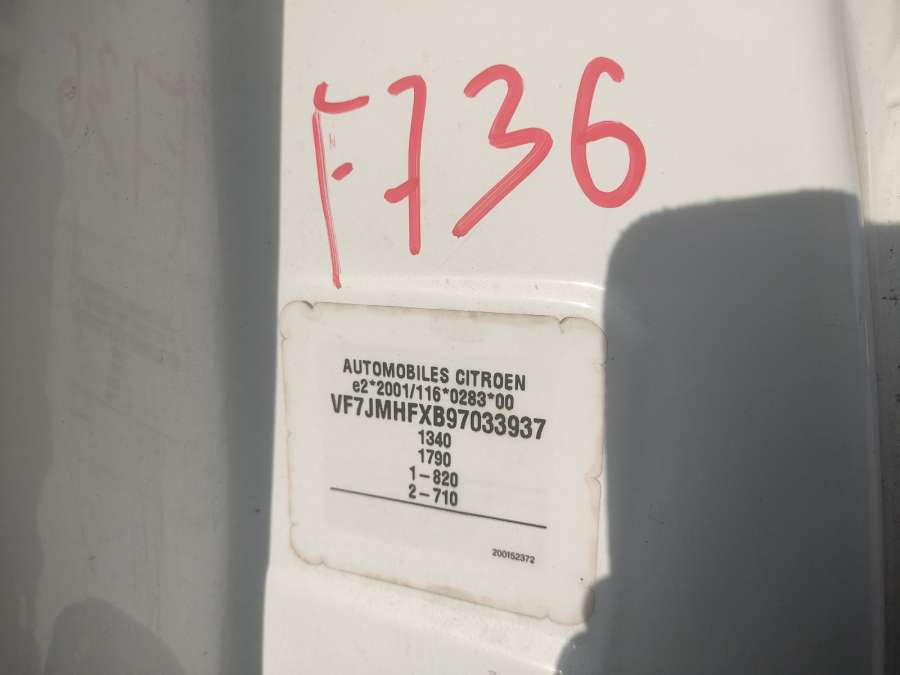 F736
AUTOMOBILES CITROEN
e2*2001/116*0283*00
VF7JMHFXB97033937
1340
1790
1-820
2-710
200152372